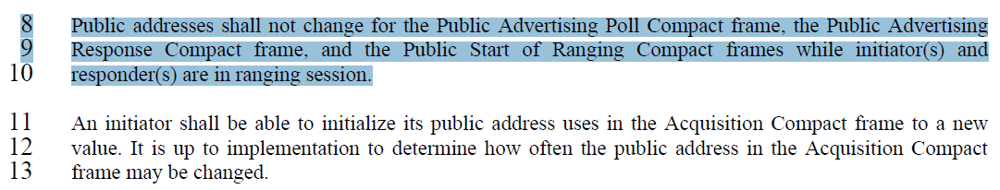 8 Public addresses shall not change for the Public Advertising Poll Compact frame, the Public Advertising
9 Response Compact frame, and the Public Start of Ranging Compact frames while initiator(s) and
10 responder(s) are in ranging session.
11 An initiator shall be able to initialize its public address uses in the Acquisition Compact frame to a new
12 value. It is up to implementation to determine how often the public address in the Acquisition Compact
13 frame may be changed.